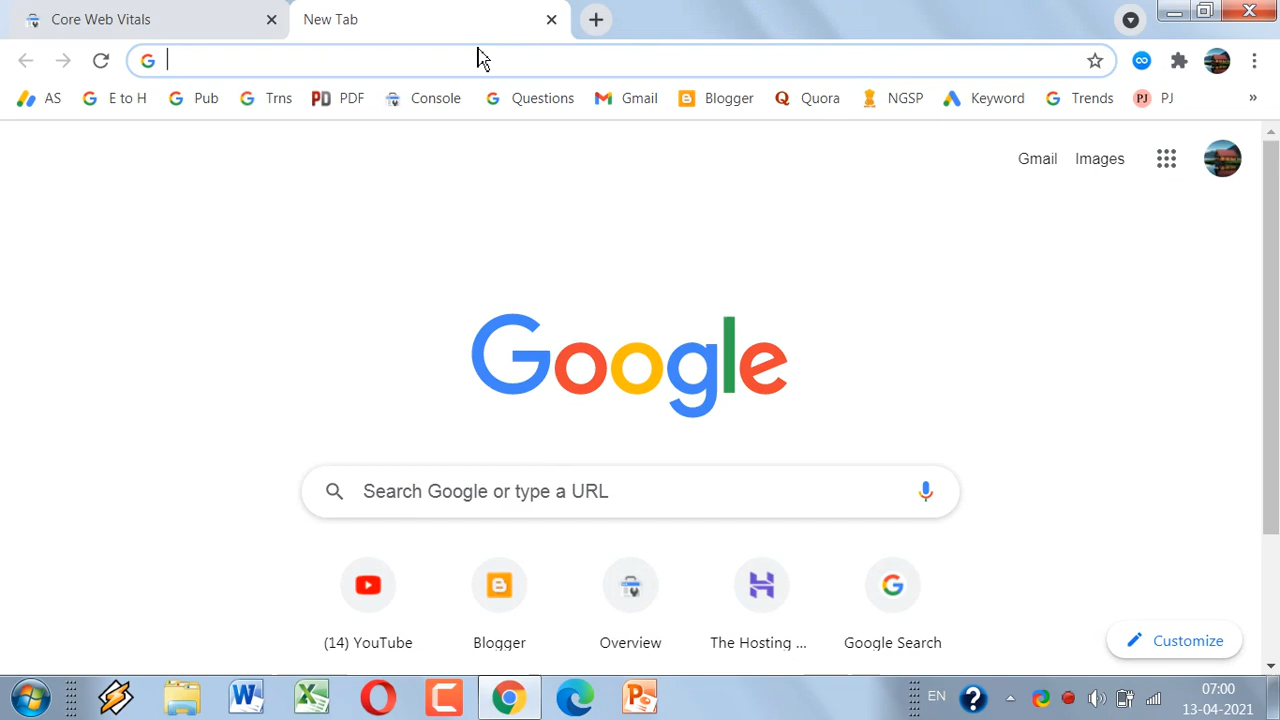 Core Web Vitals
New Tab
AS
E to H
Pub
Trns
PD PDF
Console
Questions
Gmail
Blogger
Quora
NGSP
Keyword
Trends
PJ PJ
»
Gmail Images
Google
Search Google or type a URL
(14) YouTube
Blogger
Overview
The Hosting ...
Google Search
Customize
EN
07:00
13-04-2021